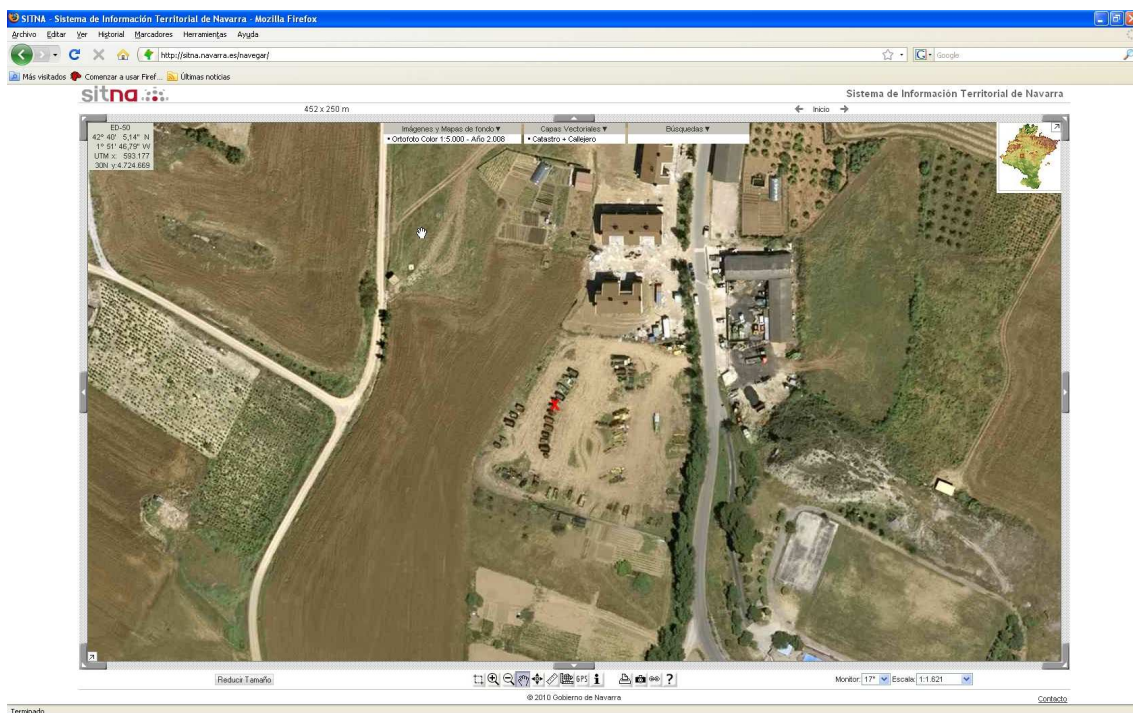 SITNA - Sistema de Información Territorial de Navarra - Mozilla Firefox
Archivo Editar Ver Historial Marcadores Herramientas Ayuda
http://sitna.navarra.es/navegar/
Google
Más visitados Comenzar a usar Firef... Últimas noticias
sitna
Sistema de Información Territorial de Navarra
452 x 250 m
Inicio
ED-50
42º 40' 5,14" N
1º 51' 46,79" W
UTM x: 593.177
30N y:4.724.669
Imágenes y Mapas de fondo ▼ Capas Vectoriales ▼ Búsquedas ▼
• Ortofoto Color 1:5.000 - Año 2.008 • Catastro + Callejero
Reducir Tamaño
GPS i ?
Monitor: 17" Escala: 1:1.621
© 2010 Gobierno de Navarra
Contacto
Terminado